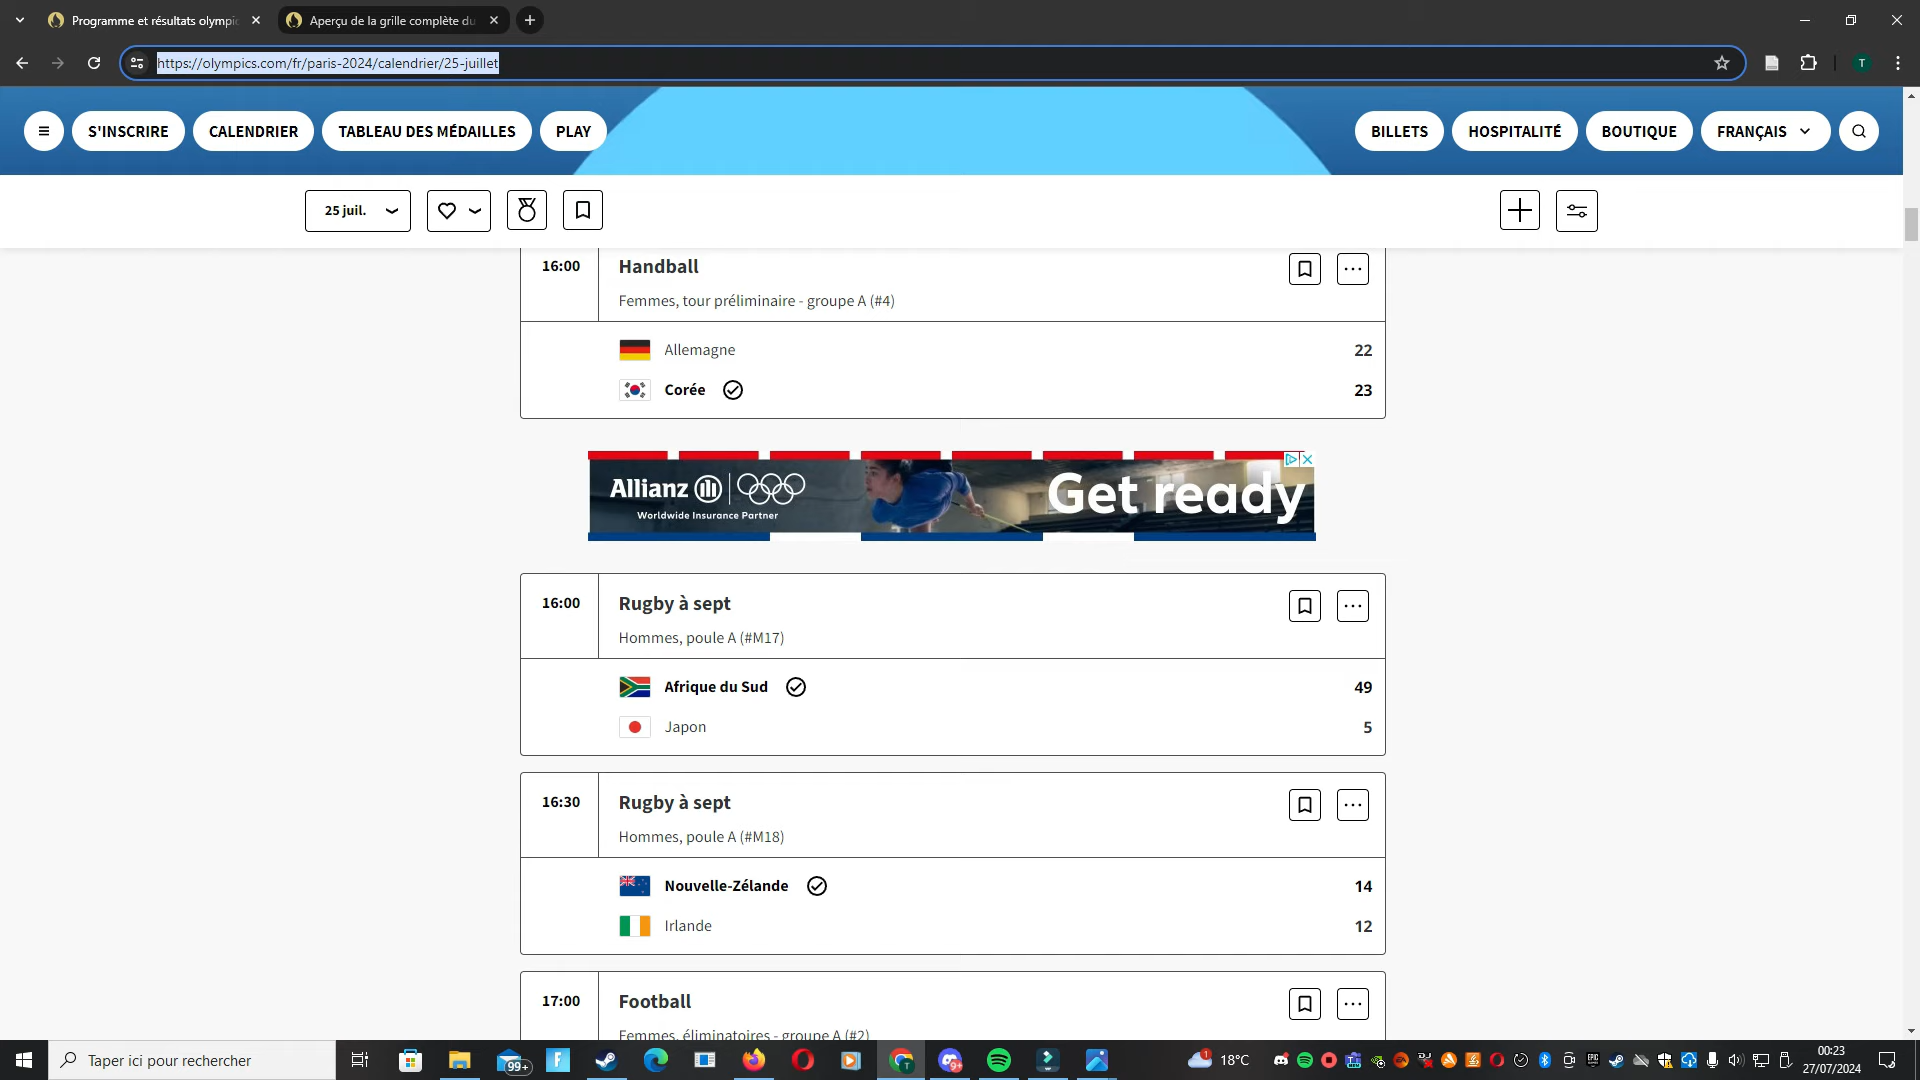 Programme et résultats olympic
Aperçu de la grille complète du
https://olympics.com/fr/paris-2024/calendrier/25-juillet
T
S'INSCRIRE
CALENDRIER
TABLEAU DES MÉDAILLES
PLAY
BILLETS
HOSPITALITÉ
BOUTIQUE
FRANÇAIS
25 juil.
16:00
Handball
Femmes, tour préliminaire - groupe A (#4)
Allemagne
22
Corée
23
Allianz
Worldwide Insurance Partner
Get ready
16:00
Rugby à sept
Hommes, poule A (#M17)
Afrique du Sud
49
Japon
5
16:30
Rugby à sept
Hommes, poule A (#M18)
Nouvelle-Zélande
14
Irlande
12
17:00
Football
Femmes, éliminatoires - groupe A (#2)
Taper ici pour rechercher
99+
18°C
00:23
27/07/2024